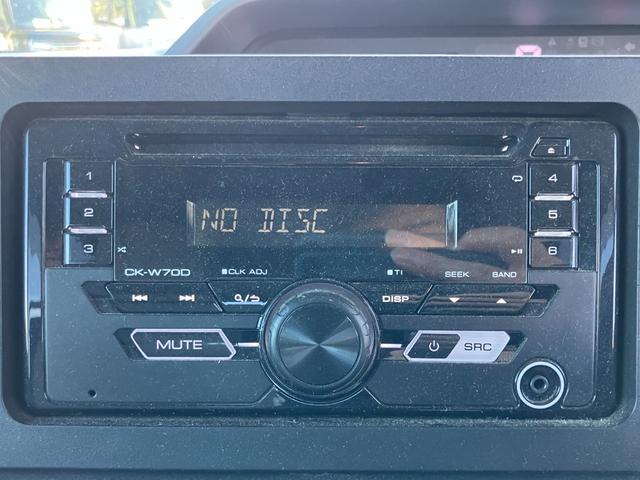 NO DISC
1
2
3
4
5
6
CK-W70D
CLK ADJ
TI
SEEK
BAND
DISP
MUTE
SRC